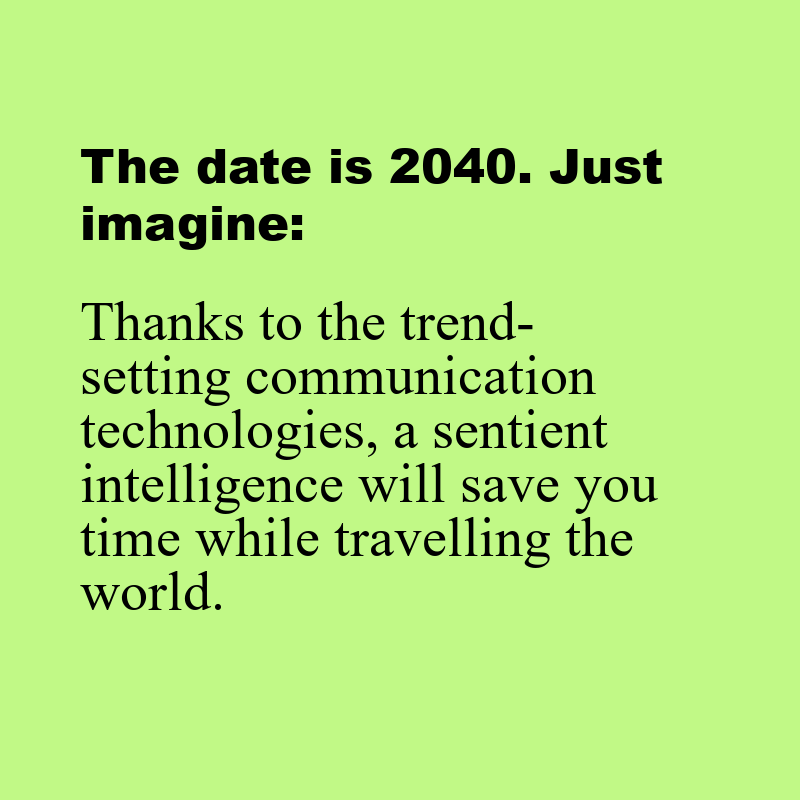 The date is 2040. Just
imagine:
Thanks to the trend-
setting communication
technologies, a sentient
intelligence will save you
time while travelling the
world.